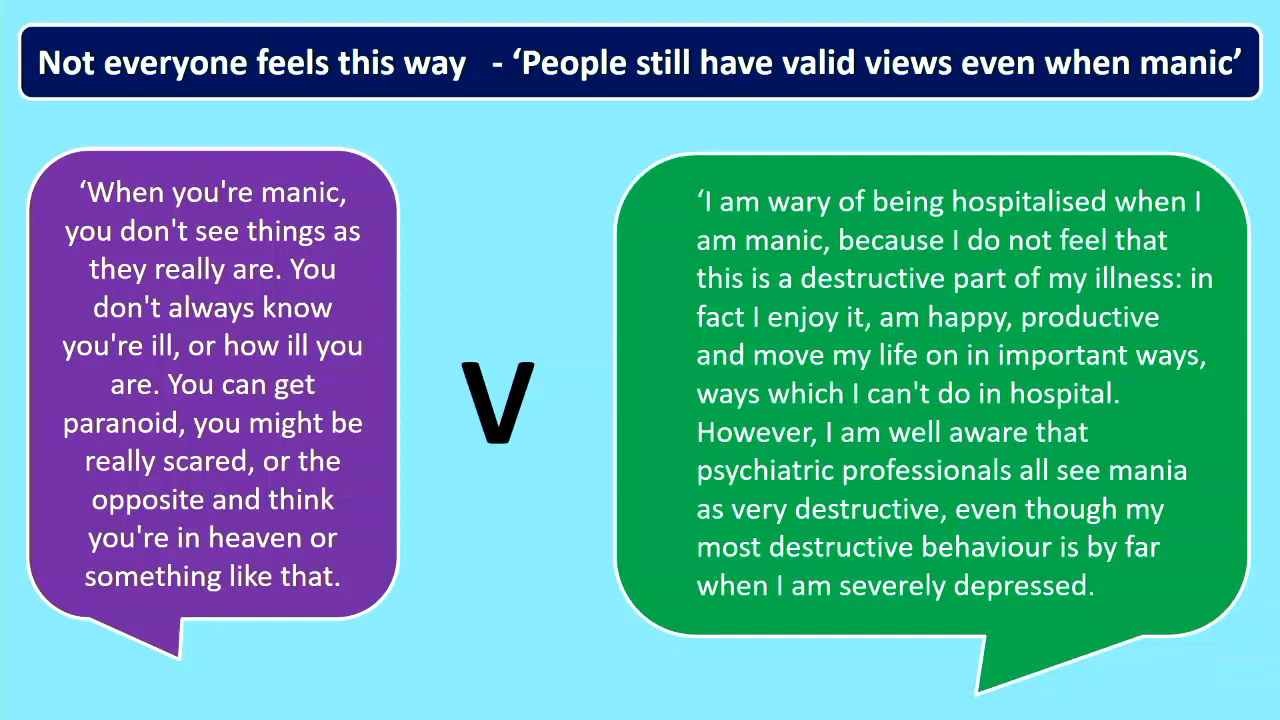 Not everyone feels this way - ‘People still have valid views even when manic’
‘When you're manic,
you don't see things as
they really are. You
don't always know
you're ill, or how ill you
are. You can get
paranoid, you might be
really scared, or the
opposite and think
you're in heaven or
something like that.
V
‘I am wary of being hospitalised when I
am manic, because I do not feel that
this is a destructive part of my illness: in
fact I enjoy it, am happy, productive
and move my life on in important ways,
ways which I can't do in hospital.
However, I am well aware that
psychiatric professionals all see mania
as very destructive, even though my
most destructive behaviour is by far
when I am severely depressed.